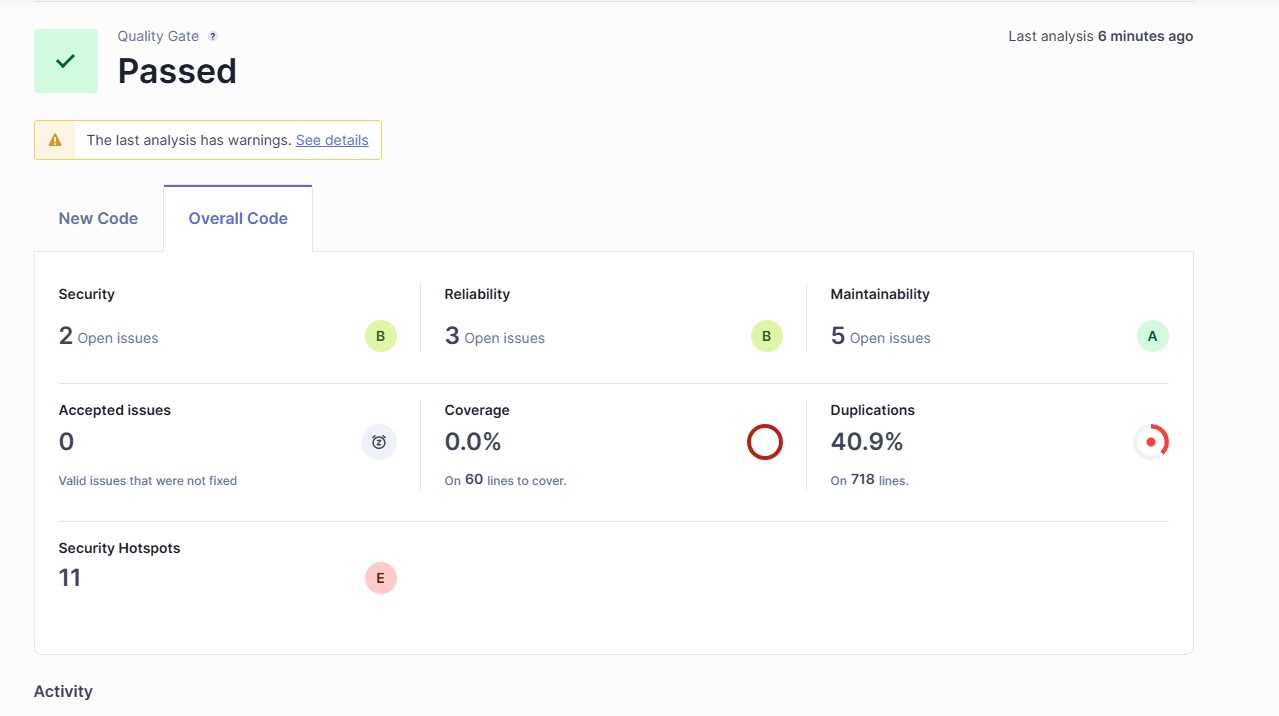 Quality Gate ?
Last analysis 6 minutes ago
Passed
The last analysis has warnings. See details
New Code
Overall Code
Security
2 Open issues
B
Reliability
3 Open issues
B
Maintainability
5 Open issues
A
Accepted issues
0
Valid issues that were not fixed
Coverage
0.0%
On 60 lines to cover.
Duplications
40.9%
On 718 lines.
Security Hotspots
11
E
Activity